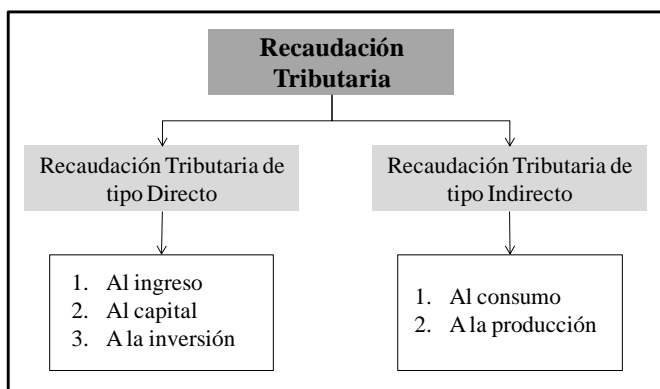 Recaudación
Tributaria
Recaudación Tributaria de
tipo Directo
Recaudación Tributaria de
tipo Indirecto
1. Al ingreso
2. Al capital
3. A la inversión
1. Al consumo
2. A la producción